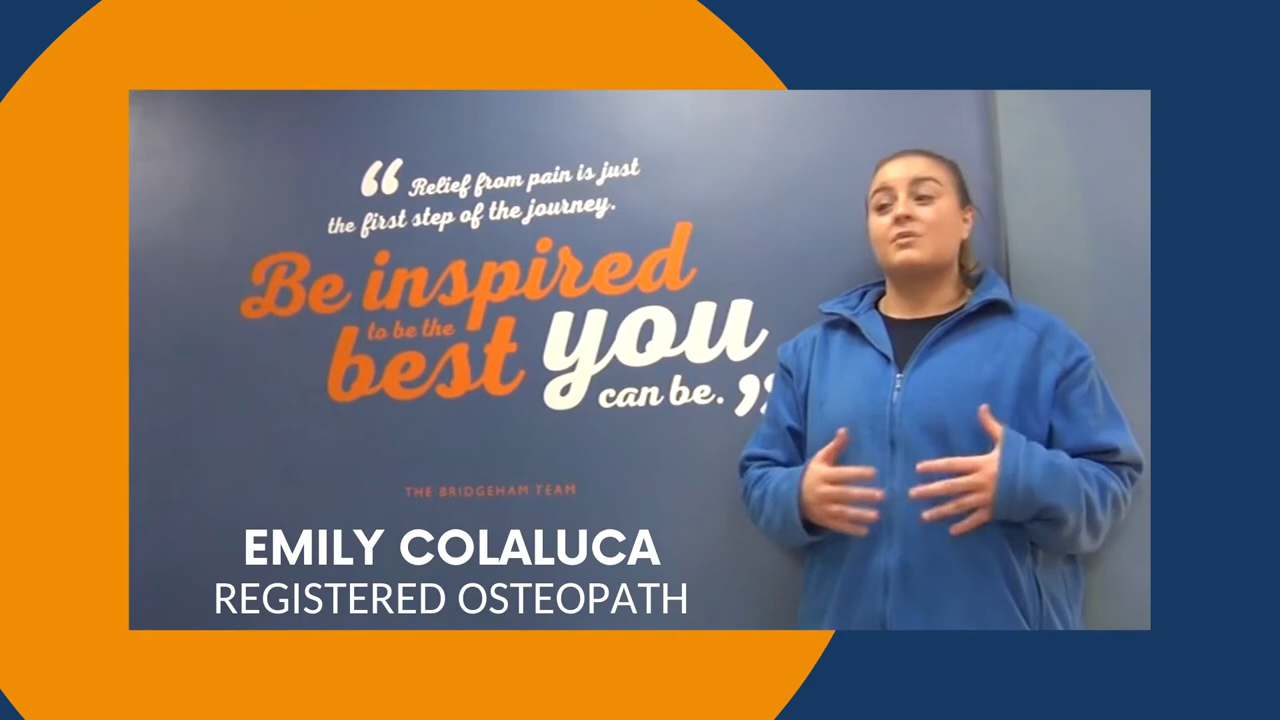 “ Relief from pain is just
the first step of the journey.
Be inspired
to be the
best you
can be. ”
THE BRIDGEHAM TEAM
EMILY COLALUCA
REGISTERED OSTEOPATH